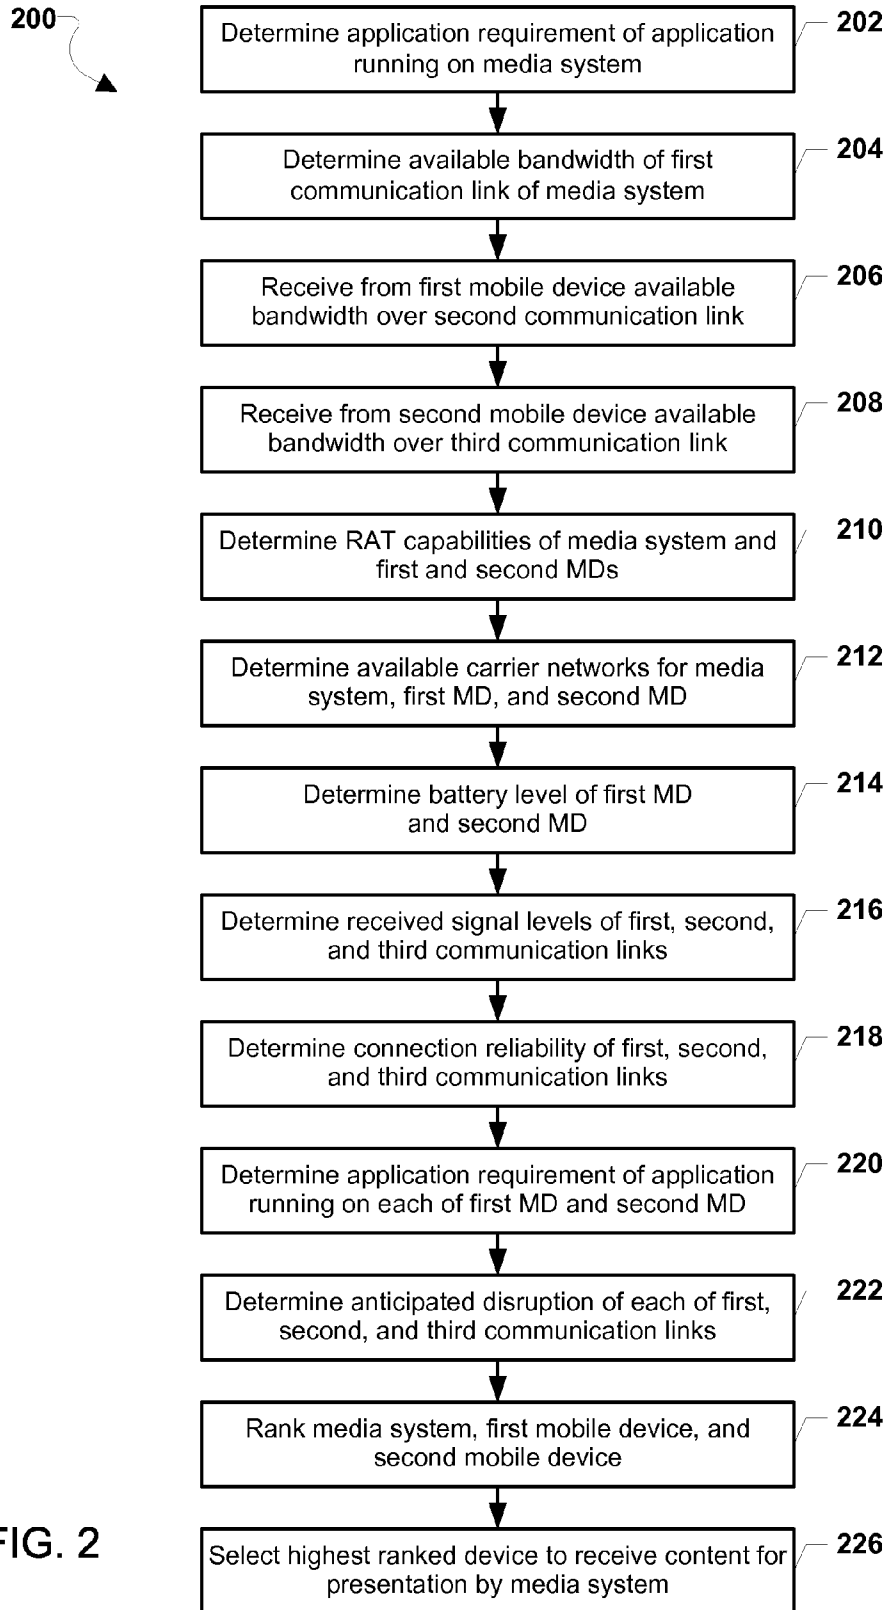 200
202
Determine application requirement of application
running on media system
204
Determine available bandwidth of first
communication link of media system
206
Receive from first mobile device available
bandwidth over second communication link
208
Receive from second mobile device available
bandwidth over third communication link
210
Determine RAT capabilities of media system and
first and second MDs
212
Determine available carrier networks for media
system, first MD, and second MD
214
Determine battery level of first MD
and second MD
216
Determine received signal levels of first, second,
and third communication links
218
Determine connection reliability of first, second,
and third communication links
220
Determine application requirement of application
running on each of first MD and second MD
222
Determine anticipated disruption of each of first,
second, and third communication links
224
Rank media system, first mobile device, and
second mobile device
226
Select highest ranked device to receive content for
presentation by media system
FIG. 2